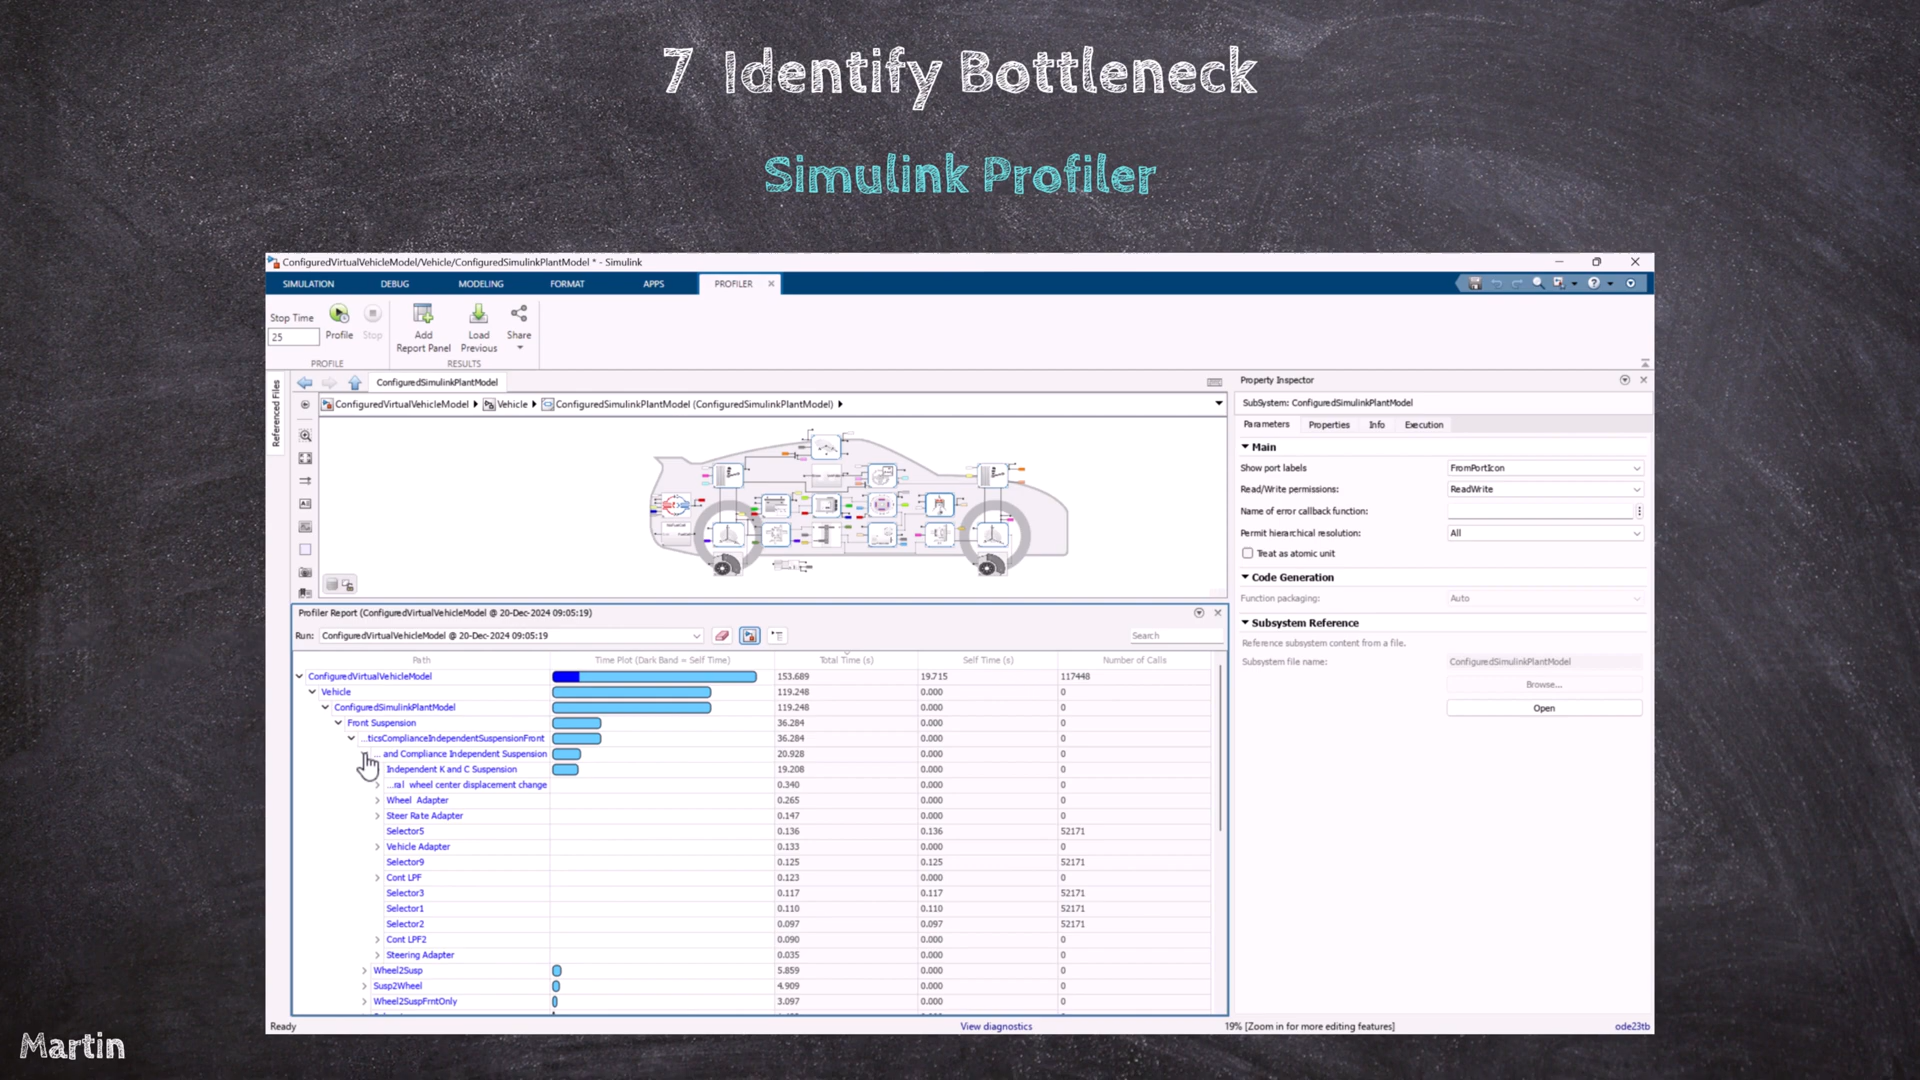 7 Identify Bottleneck
Simulink Profiler
ConfiguredVirtualVehicleModel/Vehicle/ConfiguredSimulinkPlantModel * - Simulink
SIMULATION DEBUG MODELING FORMAT APPS PROFILER
Stop Time
25
Profile
Stop
Add Report Panel
Load Previous
Share
PROFILE
RESULTS
Referenced Files
ConfiguredSimulinkPlantModel
ConfiguredVirtualVehicleModel Vehicle ConfiguredSimulinkPlantModel (ConfiguredSimulinkPlantModel)
Profiler Report (ConfiguredVirtualVehicleModel @ 20-Dec-2024 09:05:19)
Run: ConfiguredVirtualVehicleModel @ 20-Dec-2024 09:05:19
Search
Path Time Plot (Dark Band = Self Time) Total Time (s) Self Time (s) Number of Calls
ConfiguredVirtualVehicleModel 153.689 19.715 117448
Vehicle 119.248 0.000 0
ConfiguredSimulinkPlantModel 119.248 0.000 0
Front Suspension 36.284 0.000 0
...ticsComplianceIndependentSuspensionFront 36.284 0.000 0
... and Compliance Independent Suspension 20.928 0.000 0
Independent K and C Suspension 19.208 0.000 0
...ral wheel center displacement change 0.340 0.000 0
Wheel Adapter 0.265 0.000 0
Steer Rate Adapter 0.147 0.000 0
Selector5 0.136 0.136 52171
Vehicle Adapter 0.133 0.000 0
Selector9 0.125 0.125 52171
Cont LPF 0.123 0.000 0
Selector3 0.117 0.117 52171
Selector1 0.110 0.110 52171
Selector2 0.097 0.097 52171
Cont LPF2 0.090 0.000 0
Steering Adapter 0.035 0.000 0
Wheel2Susp 5.859 0.000 0
Susp2Wheel 4.909 0.000 0
Wheel2SuspFrntOnly 3.097 0.000 0
Property Inspector
SubSystem: ConfiguredSimulinkPlantModel
Parameters Properties Info Execution
Main
Show port labels FromPortIcon
Read/Write permissions: ReadWrite
Name of error callback function:
Permit hierarchical resolution: All
Treat as atomic unit
Code Generation
Function packaging: Auto
Subsystem Reference
Reference subsystem content from a file.
Subsystem file name: ConfiguredSimulinkPlantModel
Browse...
Open
Ready View diagnostics 19% [Zoom in for more editing features] ode23tb
Martin